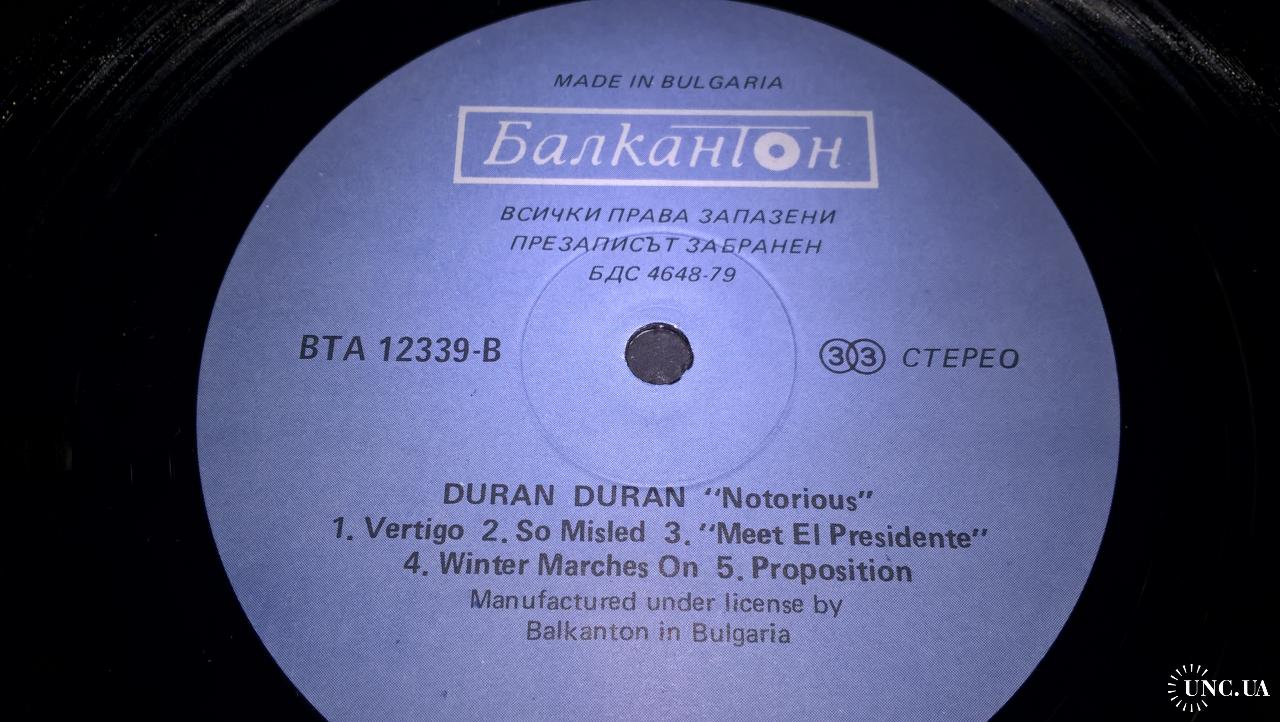 MADE IN BULGARIA
Балкантон
ВСИЧКИ ПРАВА ЗАПАЗЕНИ
ПРЕЗАПИСЪТ ЗАБРАНЕН
БДС 4648-79
ВТА 12339-В
33 СТЕРЕО
DURAN DURAN “Notorious”
1. Vertigo 2. So Misled 3. “Meet El Presidente”
4. Winter Marches On 5. Proposition
Manufactured under license by
Balkanton in Bulgaria
UNC.UA